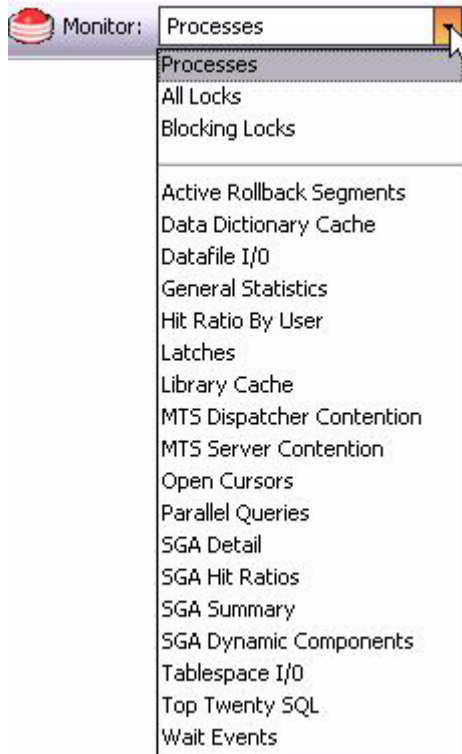 Monitor: Processes
Processes
All Locks
Blocking Locks
Active Rollback Segments
Data Dictionary Cache
Datafile I/O
General Statistics
Hit Ratio By User
Latches
Library Cache
MTS Dispatcher Contention
MTS Server Contention
Open Cursors
Parallel Queries
SGA Detail
SGA Hit Ratios
SGA Summary
SGA Dynamic Components
Tablespace I/O
Top Twenty SQL
Wait Events